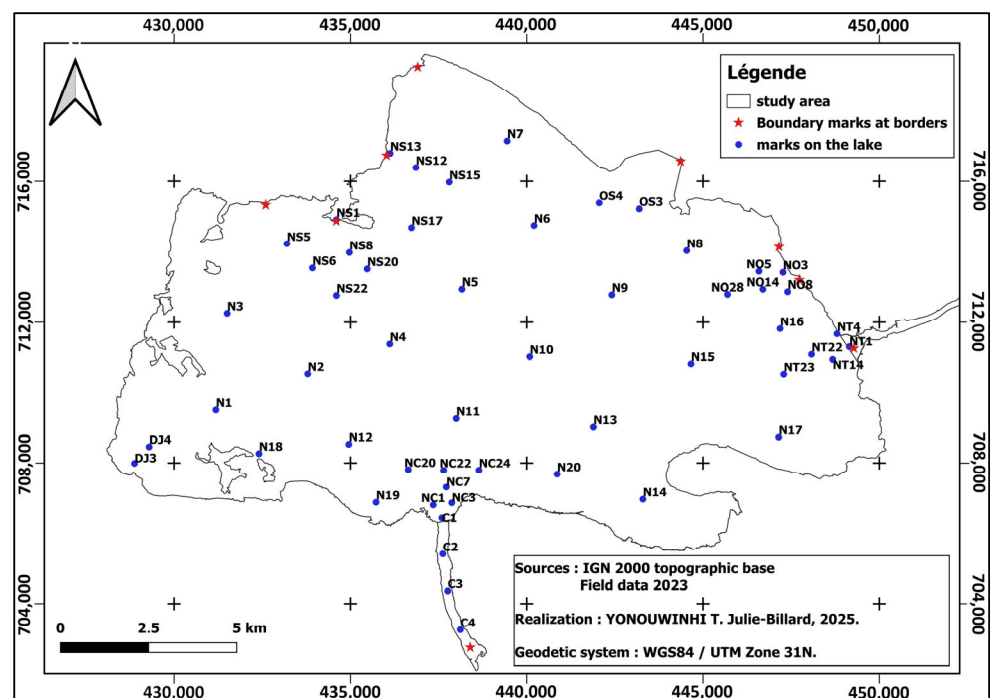 430,000 435,000 440,000 445,000 450,000
Légende
study area
Boundary marks at borders
marks on the lake
N7
NS13
NS12
NS15
716,000 716,000
OS4
OS3
NS1
NS17
N6
NS5
NS8
N8
NS6
NS20
NO5 NO3
N5
NS22
N9
NO28 NO14 NO8
N3
712,000 712,000
N16
NT4
N4
NT1
N10
NT22
N15
NT14
N2
NT23
N1
N11
N13
N17
DJ4
N12
N18
DJ3
708,000 708,000
NC20 NC22 NC24
N20
NC7
N14
N19
NC1 NC3
C1
C2
C3
704,000 704,000
C4
Sources : IGN 2000 topographic base
Field data 2023
Realization : YONOUWINHI T. Julie-Billard, 2025.
Geodetic system : WGS84 / UTM Zone 31N.
0 2.5 5 km
430,000 435,000 440,000 445,000 450,000